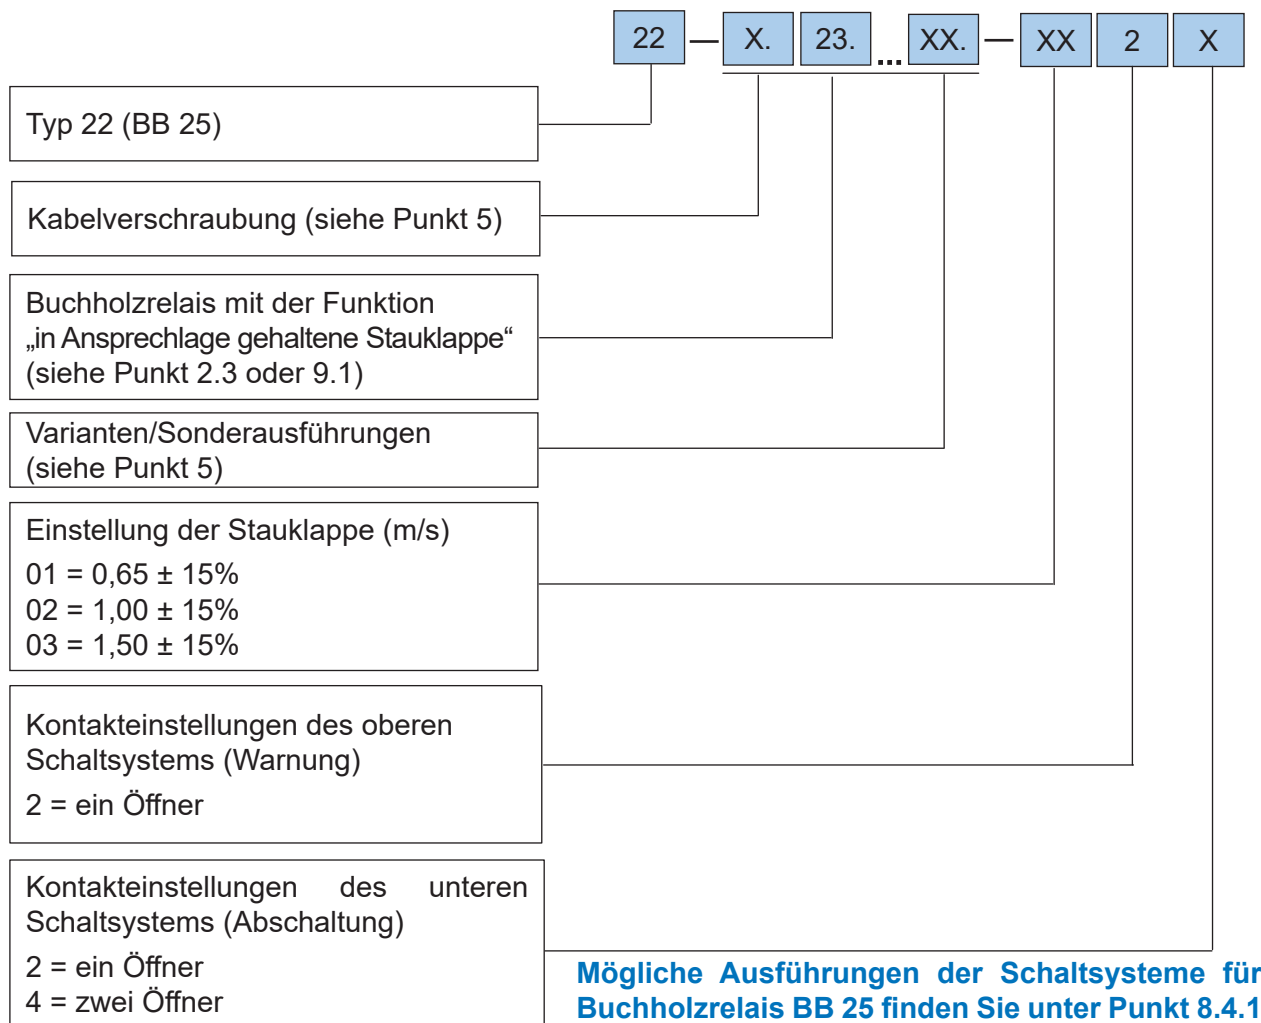 22 — X. 23. ... XX. — XX 2 X
Typ 22 (BB 25)
Kabelverschraubung (siehe Punkt 5)
Buchholzrelais mit der Funktion
„in Ansprechlage gehaltene Stauklappe“
(siehe Punkt 2.3 oder 9.1)
Varianten/Sonderausführungen
(siehe Punkt 5)
Einstellung der Stauklappe (m/s)
01 = 0,65 ± 15%
02 = 1,00 ± 15%
03 = 1,50 ± 15%
Kontakteinstellungen des oberen
Schaltsystems (Warnung)
2 = ein Öffner
Kontakteinstellungen des unteren
Schaltsystems (Abschaltung)
2 = ein Öffner
4 = zwei Öffner
Mögliche Ausführungen der Schaltsysteme für
Buchholzrelais BB 25 finden Sie unter Punkt 8.4.1